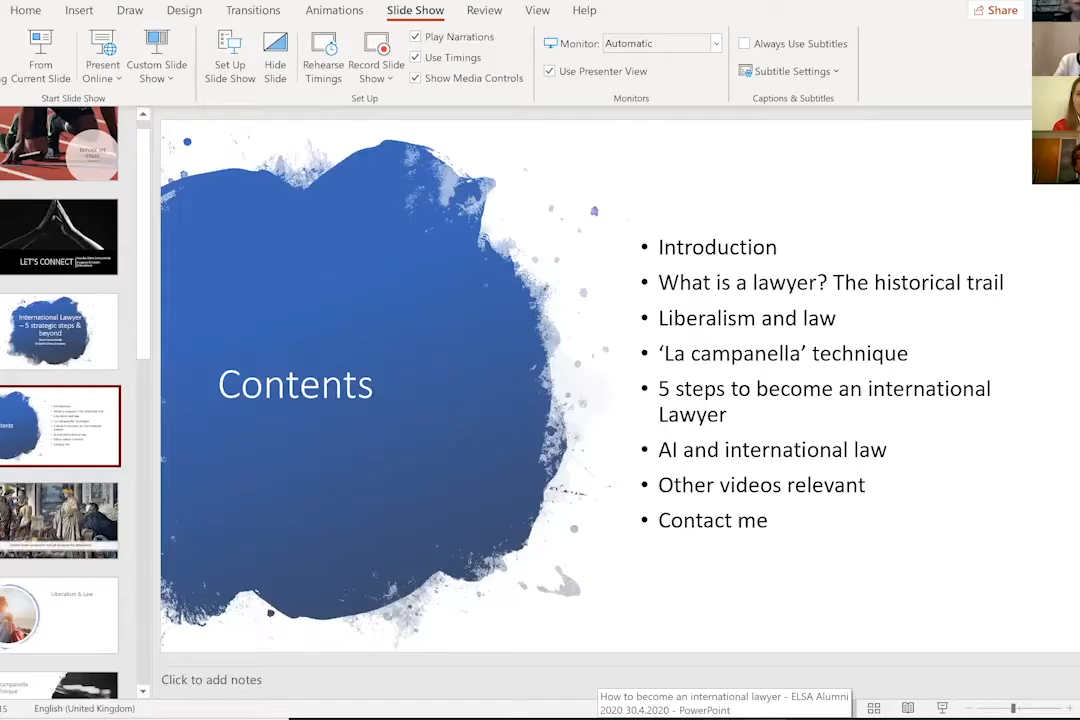 Home Insert Draw Design Transitions Animations Slide Show Review View Help Share
From Current Slide
Present Online
Custom Slide Show
Set Up Slide Show
Hide Slide
Rehearse Timings
Record Slide Show
Play Narrations
Use Timings
Show Media Controls
Monitor: Automatic
Use Presenter View
Always Use Subtitles
Subtitle Settings
Start Slide Show
Set Up
Monitors
Captions & Subtitles
LET'S CONNECT
International Lawyer
– 5 strategic steps &
beyond
Liberalism & Law
Contents
• Introduction
• What is a lawyer? The historical trail
• Liberalism and law
• ‘La campanella’ technique
• 5 steps to become an international
Lawyer
• AI and international law
• Other videos relevant
• Contact me
Click to add notes
How to become an international lawyer - ELSA Alumni
2020 30.4.2020 - PowerPoint
English (United Kingdom)